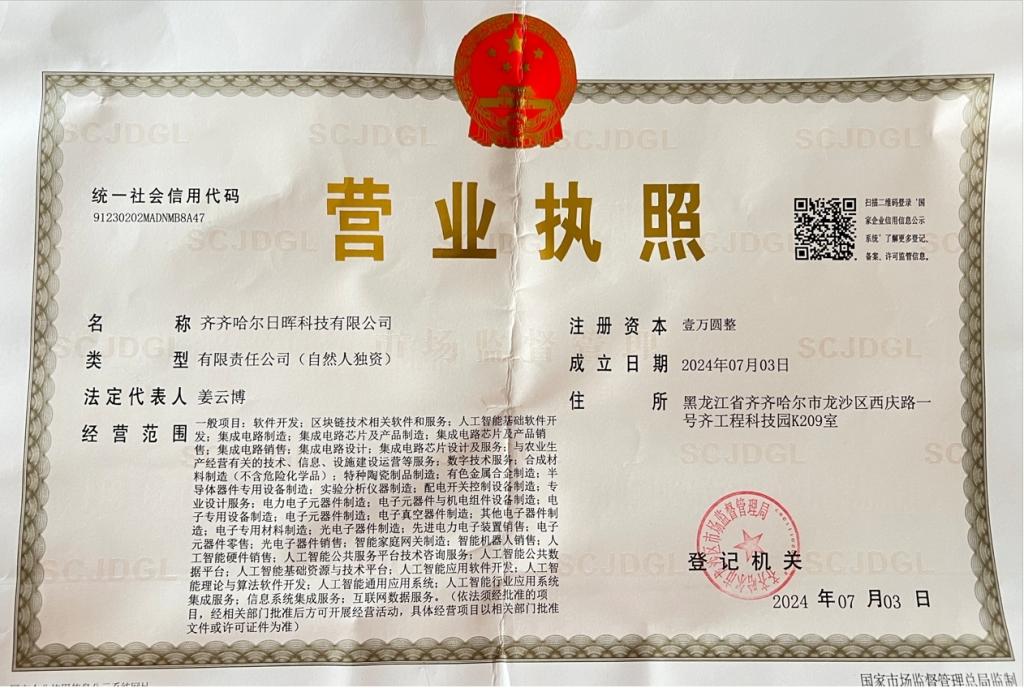 营业执照
统一社会信用代码
91230202MADNMB8A47
扫描二维码登录‘国
家企业信用信息公示
系统’了解更多登记、
备案、许可监管信息。
名称 齐齐哈尔日晖科技有限公司
类型 有限责任公司（自然人独资）
法定代表人 姜云博
经营范围 一般项目：软件开发；区块链技术相关软件和服务；人工智能基础软件开
发；集成电路制造；集成电路芯片及产品制造；集成电路芯片及产品销
售；集成电路销售；集成电路设计；集成电路芯片设计及服务；与农业生
产经营有关的技术、信息、设施建设运营等服务；数字技术服务；合成材
料制造（不含危险化学品）；特种陶瓷制品制造；有色金属合金制造；半
导体器件专用设备制造；实验分析仪器制造；配电开关控制设备制造；专
业设计服务；电力电子元器件制造；电子元器件与机电组件设备制造；电
子专用设备制造；电子元器件制造；电子真空器件制造；其他电子器件制
造；电子专用材料制造；光电子器件制造；先进电力电子装置销售；电子
元器件零售；光电子器件销售；智能家庭网关制造；智能机器人销售；人
工智能硬件销售；人工智能公共服务平台技术咨询服务；人工智能公共数
据平台；人工智能基础资源与技术平台；人工智能应用软件开发；人工智
能理论与算法软件开发；人工智能通用应用系统；人工智能行业应用系统
集成服务；信息系统集成服务；互联网数据服务。（依法须经批准的项
目，经相关部门批准后方可开展经营活动，具体经营项目以相关部门批准
文件或许可证件为准）
注册资本 壹万圆整
成立日期 2024年07月03日
住所 黑龙江省齐齐哈尔市龙沙区西庆路一
号齐工程科技园K209室
登记机关
2024 年 07 月 03 日
国家市场监督管理总局监制
SCJDGL
市场监督管理